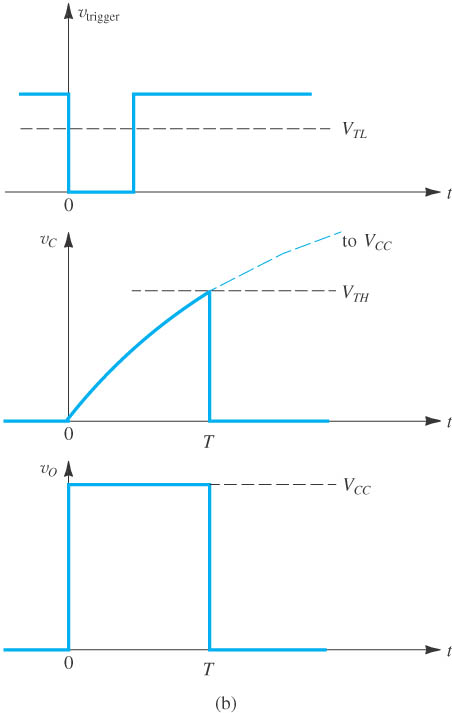 v_trigger
V_TL
0
t
v_C
to V_CC
V_TH
0
T
t
v_O
V_CC
0
T
t
(b)